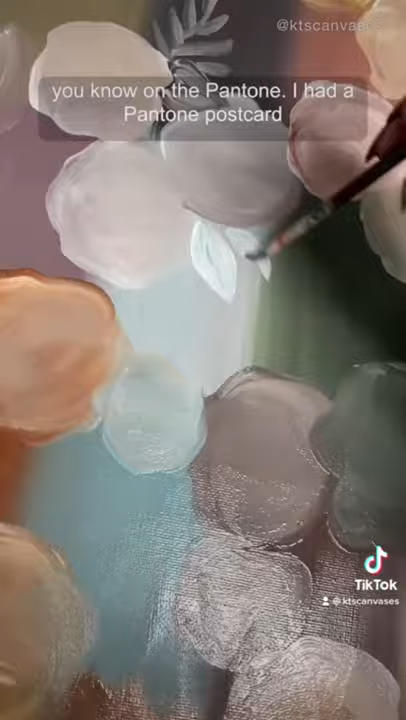 @ktscanvases
you know on the Pantone. I had a
Pantone postcard
TikTok
@ktscanvases